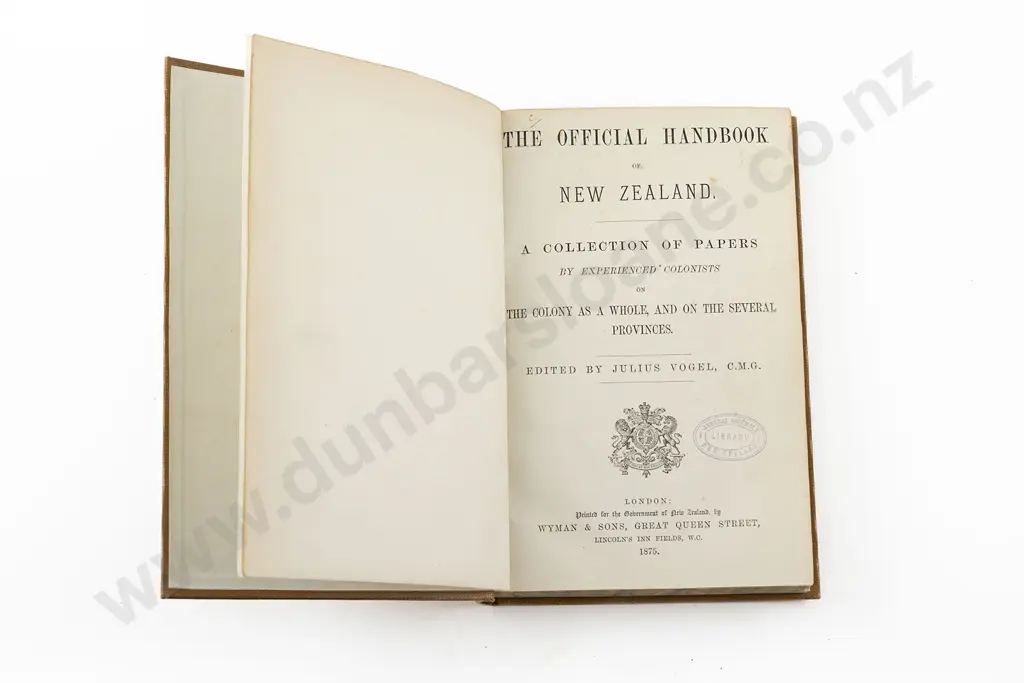 THE OFFICIAL HANDBOOK
OF
NEW ZEALAND.
A COLLECTION OF PAPERS
BY EXPERIENCED COLONISTS
ON
THE COLONY AS A WHOLE, AND ON THE SEVERAL
PROVINCES.
EDITED BY JULIUS VOGEL, C.M.G.
LIBRARY
LONDON:
Printed for the Government of New Zealand, by
WYMAN & SONS, GREAT QUEEN STREET,
LINCOLN'S INN FIELDS, W.C.
1875.
www.dunbarsloane.co.nz